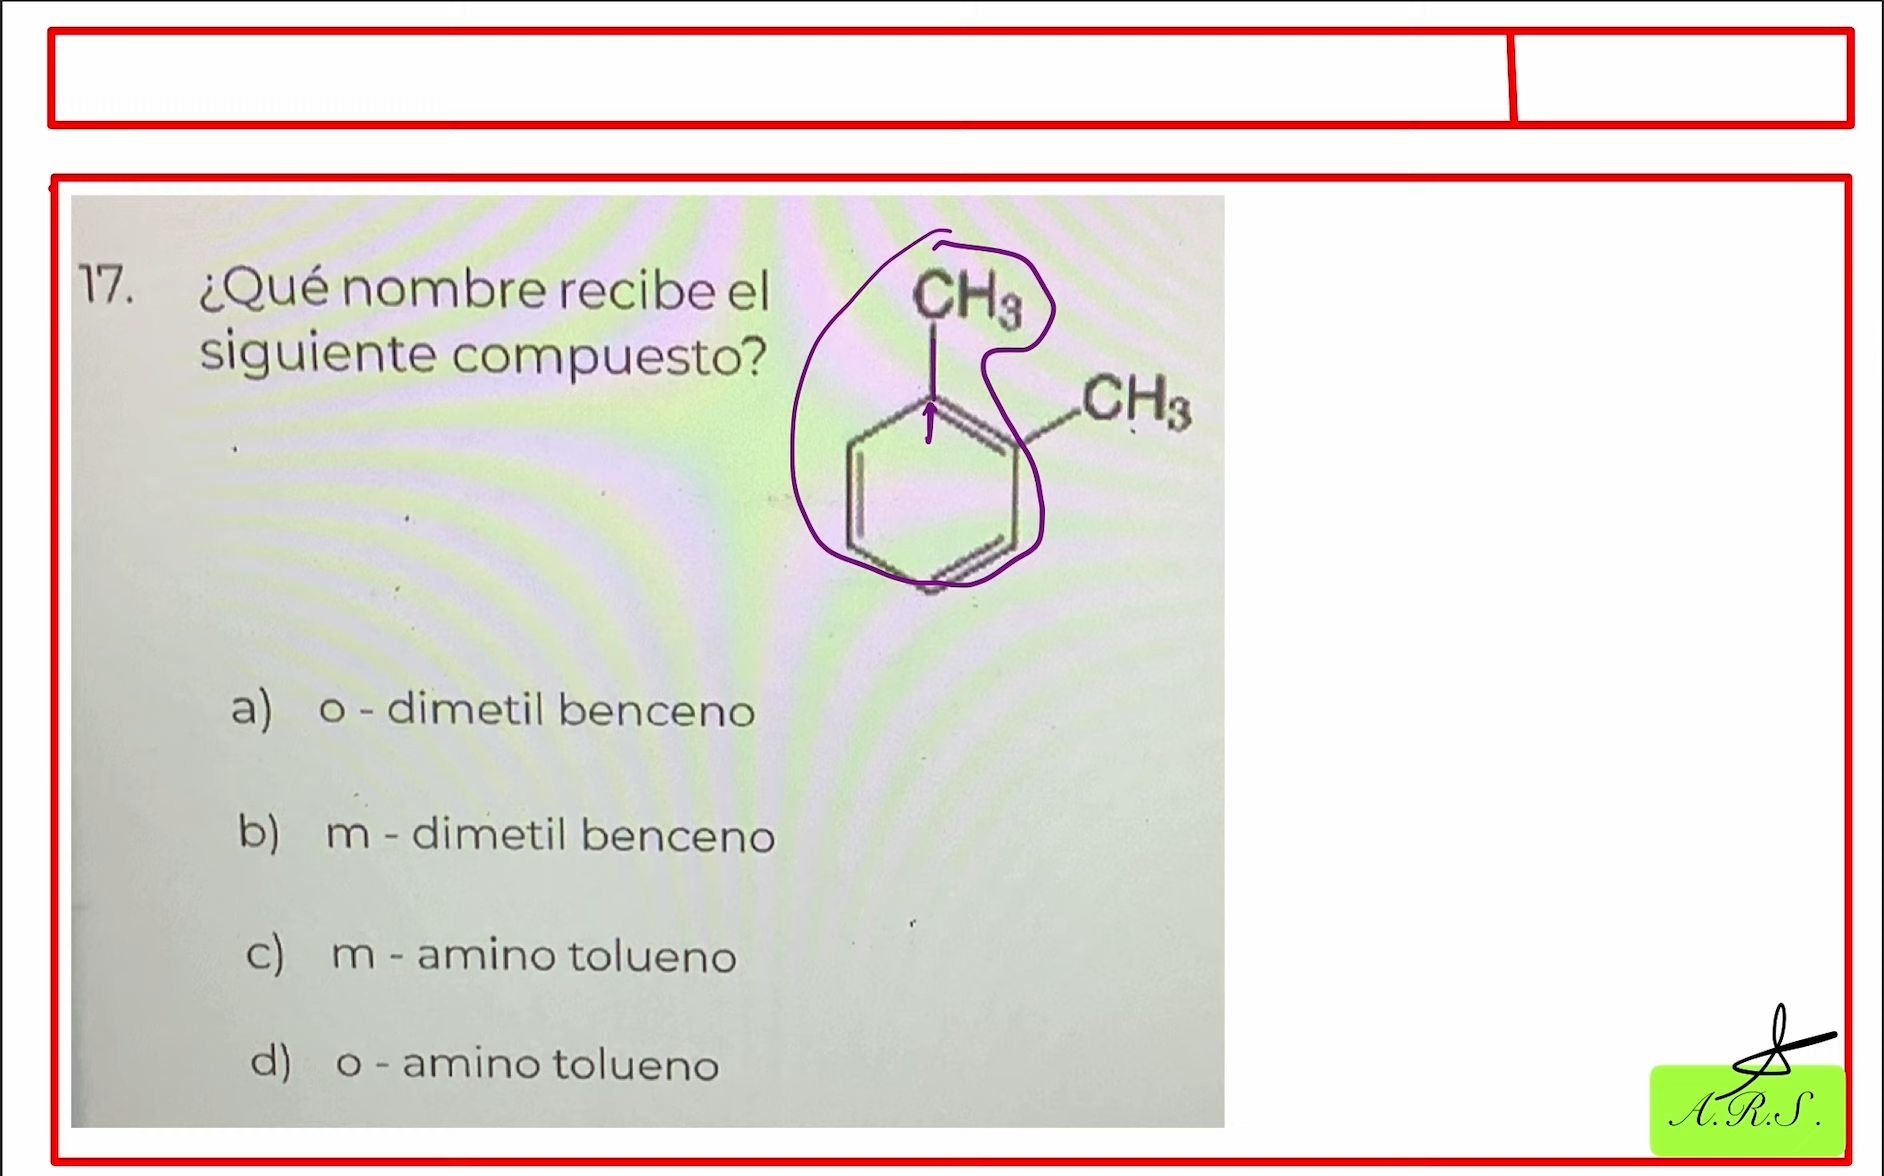 17. ¿Qué nombre recibe el
siguiente compuesto?
CH3
CH3
a) o - dimetil benceno
b) m - dimetil benceno
c) m - amino tolueno
d) o - amino tolueno
A.R.S.